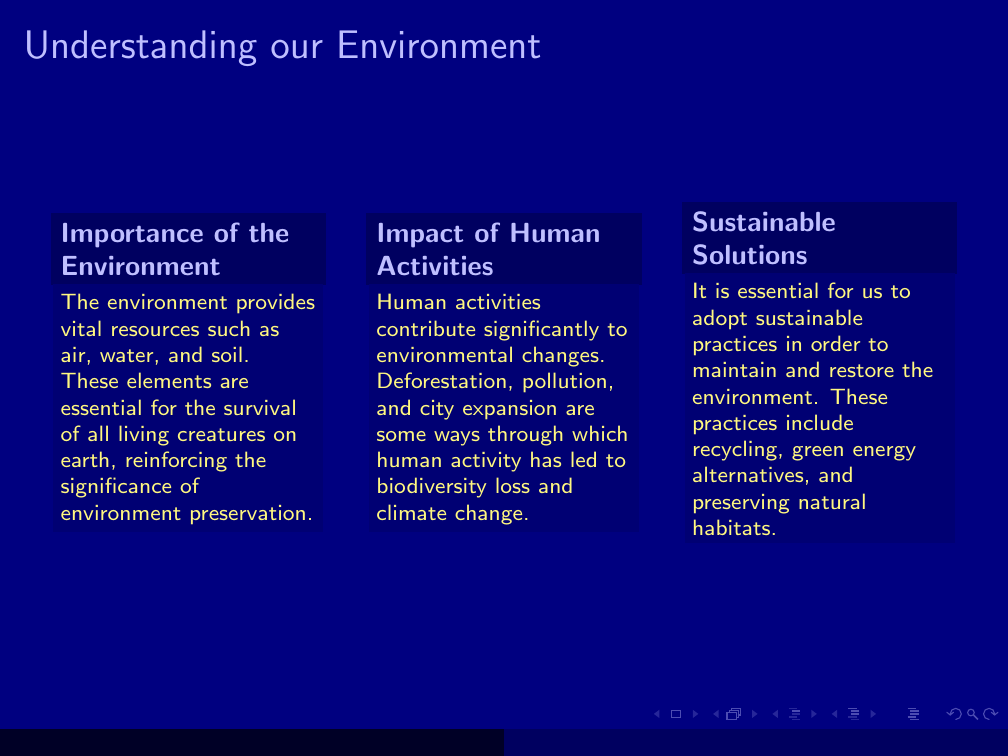 Understanding our Environment
Importance of the
Environment
The environment provides
vital resources such as
air, water, and soil.
These elements are
essential for the survival
of all living creatures on
earth, reinforcing the
significance of
environment preservation.
Impact of Human
Activities
Human activities
contribute significantly to
environmental changes.
Deforestation, pollution,
and city expansion are
some ways through which
human activity has led to
biodiversity loss and
climate change.
Sustainable
Solutions
It is essential for us to
adopt sustainable
practices in order to
maintain and restore the
environment. These
practices include
recycling, green energy
alternatives, and
preserving natural
habitats.